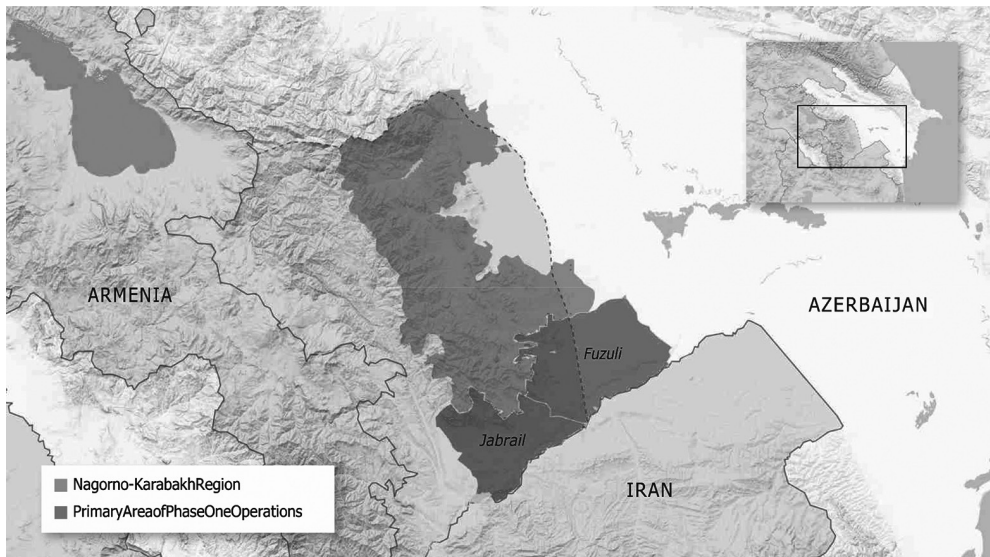 ARMENIA
AZERBAIJAN
Fuzuli
Jabrail
IRAN
Nagorno-KarabakhRegion
PrimaryAreaofPhaseOneOperations